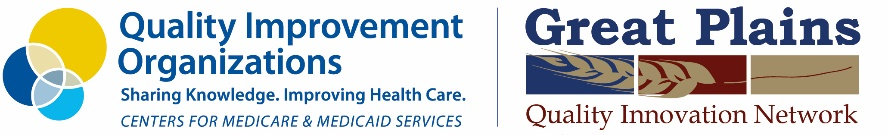 Quality Improvement
Organizations
Sharing Knowledge. Improving Health Care.
CENTERS FOR MEDICARE & MEDICAID SERVICES
Great Plains
Quality Innovation Network